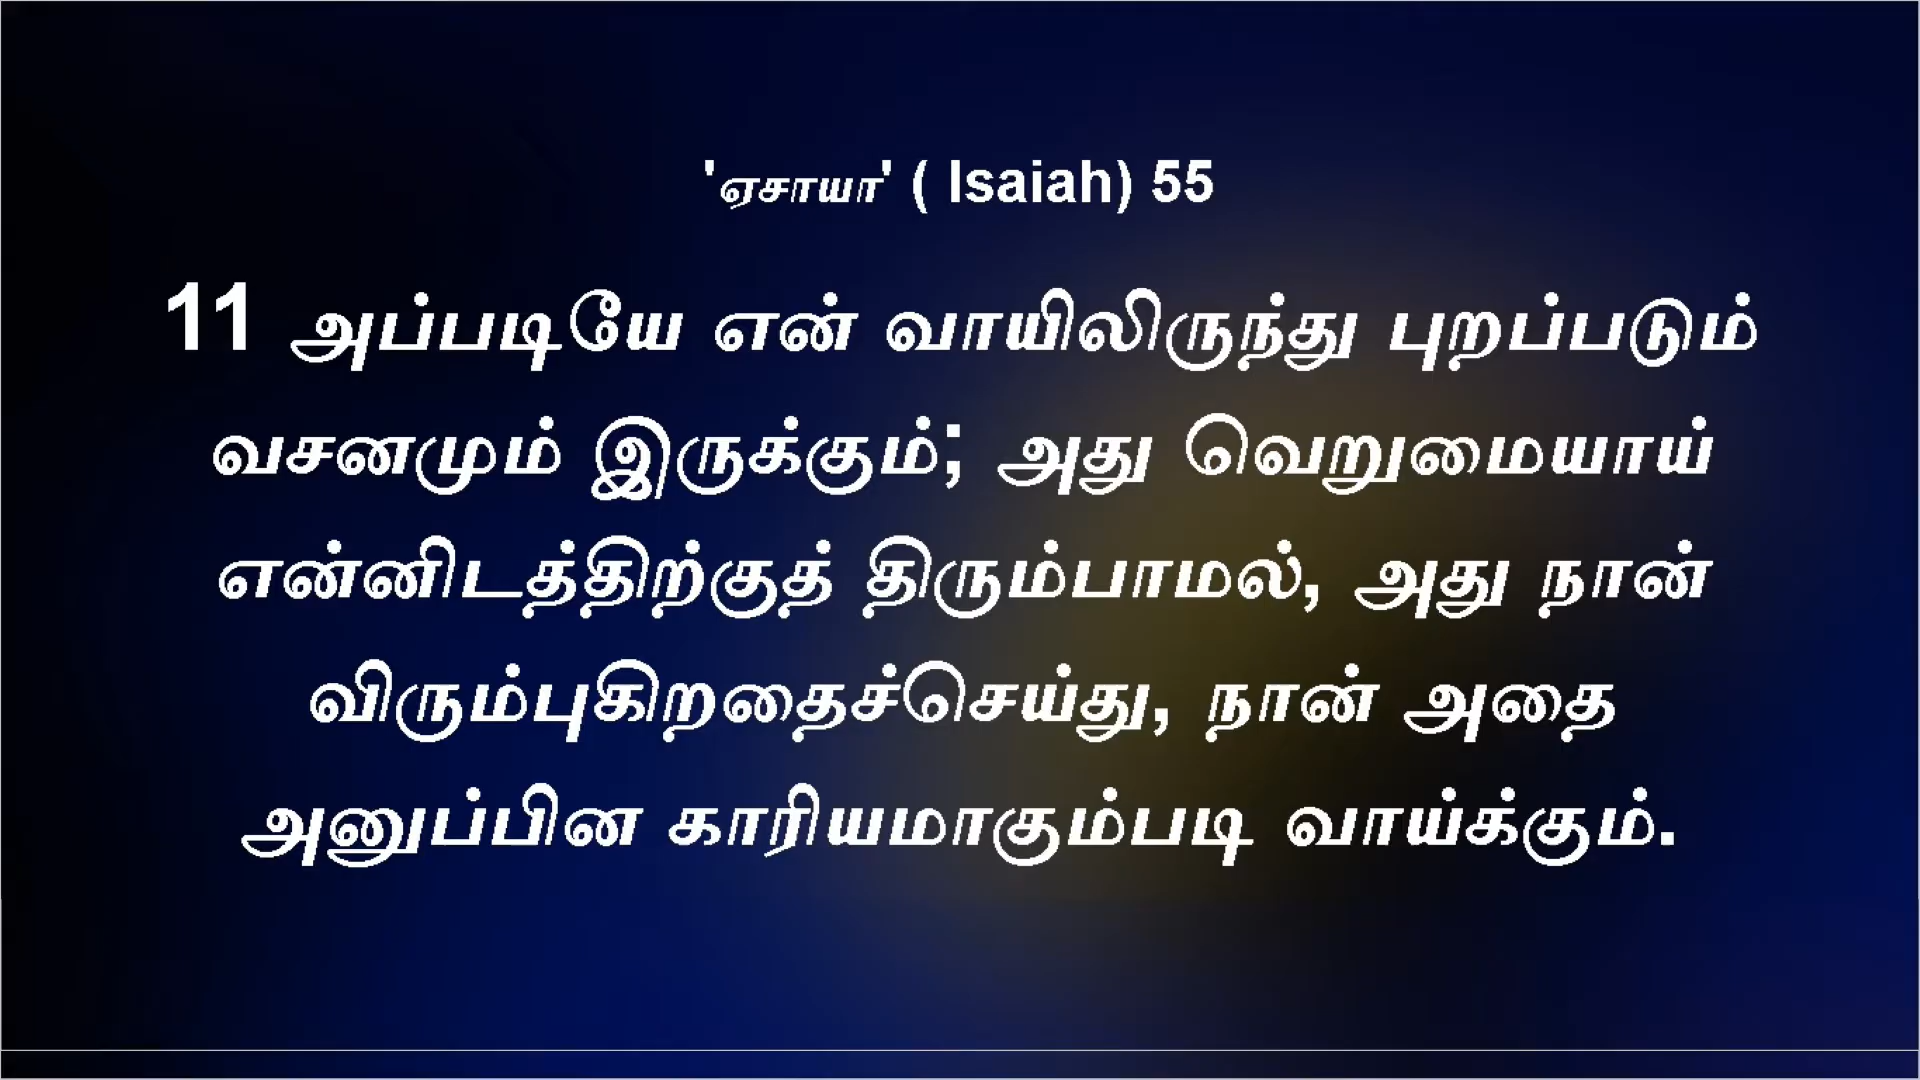 'ஏசாயா' ( Isaiah) 55
11 அப்படியே என் வாயிலிருந்து புறப்படும்
வசனமும் இருக்கும்; அது வெறுமையாய்
என்னிடத்திற்குத் திரும்பாமல், அது நான்
விரும்புகிறதைச்செய்து, நான் அதை
அனுப்பின காரியமாகும்படி வாய்க்கும்.